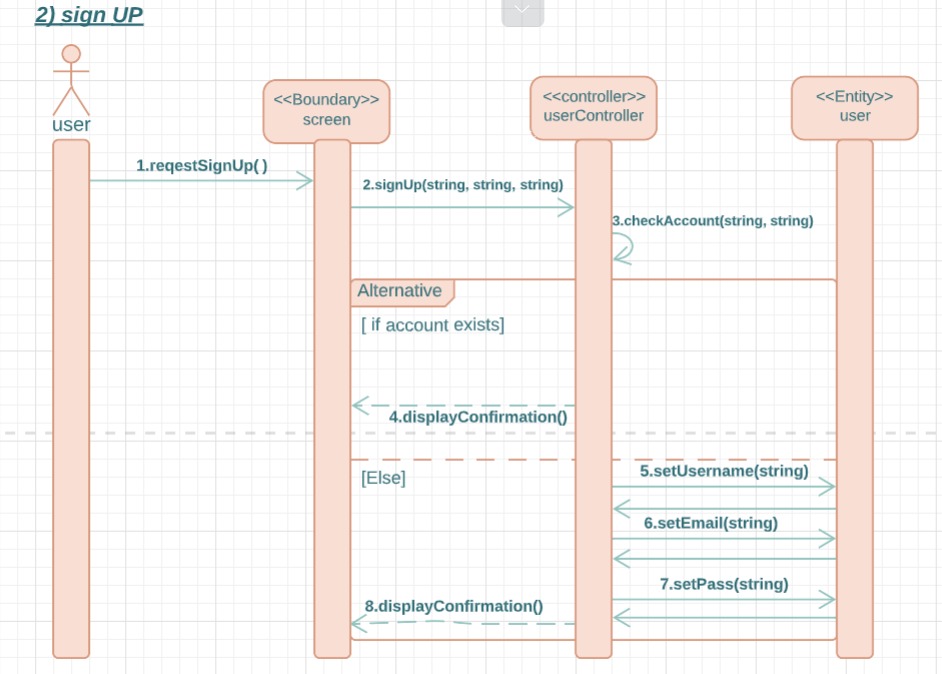 2) sign UP
user
<<Boundary>>
screen
<<controller>>
userController
<<Entity>>
user
1.reqestSignUp( )
2.signUp(string, string, string)
3.checkAccount(string, string)
Alternative
[ if account exists]
4.displayConfirmation()
[Else]
5.setUsername(string)
6.setEmail(string)
7.setPass(string)
8.displayConfirmation()